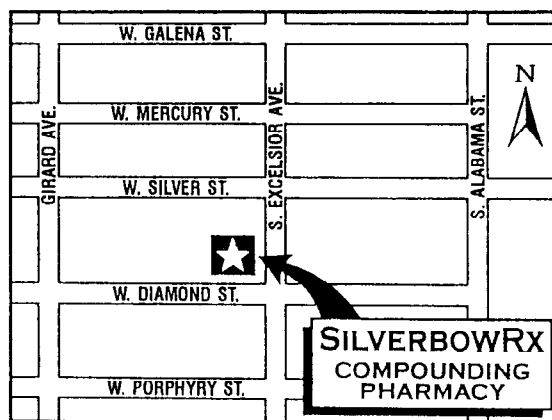 W. GALENA ST.
N
W. MERCURY ST.
GIRARD AVE.
S. EXCELSIOR AVE.
S. ALABAMA ST.
W. SILVER ST.
W. DIAMOND ST.
SILVERBOWRX
COMPOUNDING
PHARMACY
W. PORPHYRY ST.